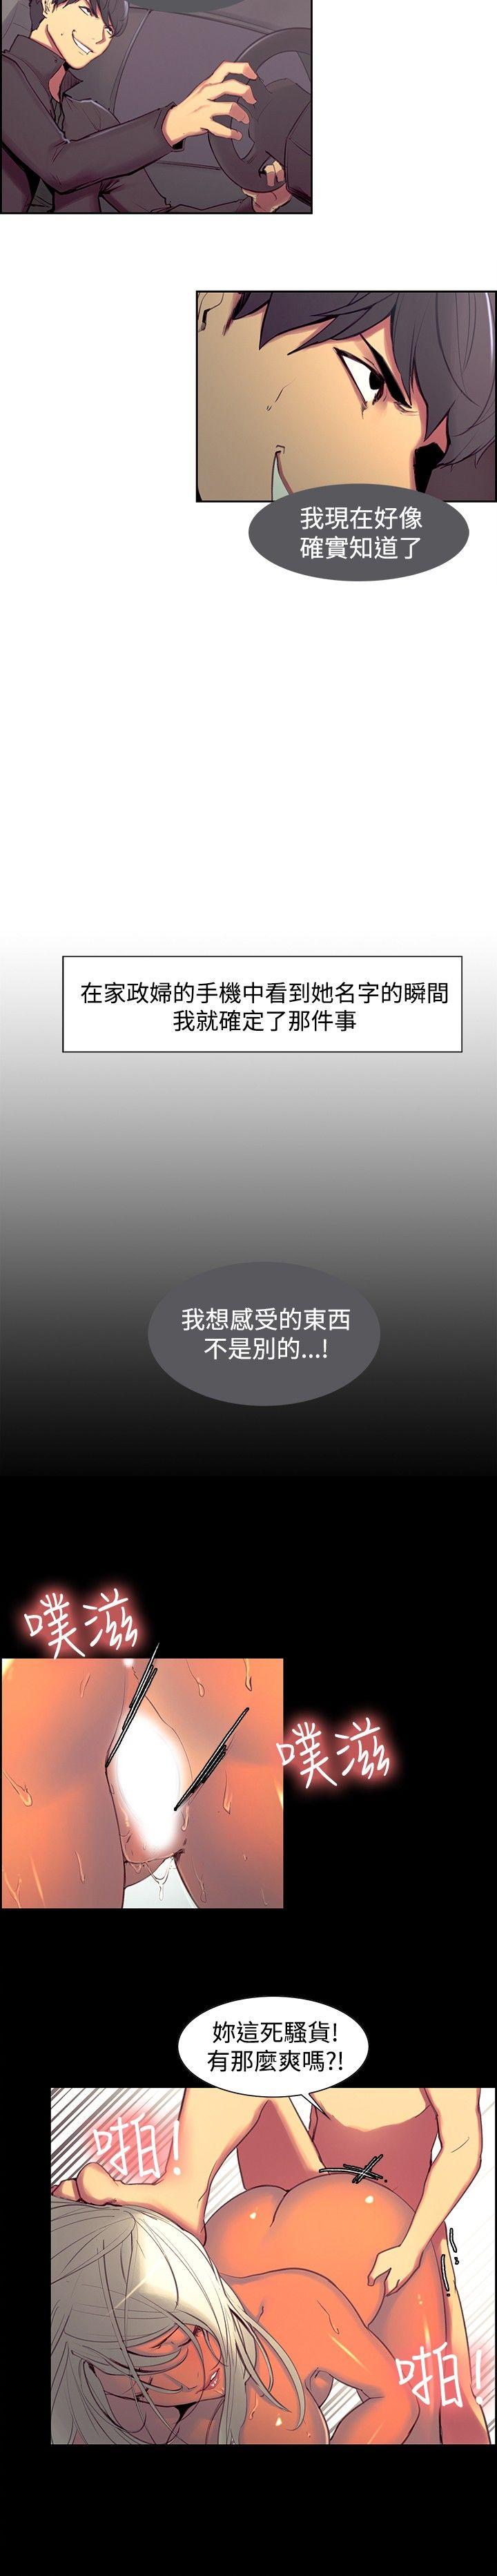 我現在好像
確實知道了
在家政婦的手機中看到她名字的瞬間
我就確定了那件事
我想感受的東西
不是別的...!
噗滋
噗滋
妳這死騷貨!
有那麼爽嗎?!
啪!
啪!